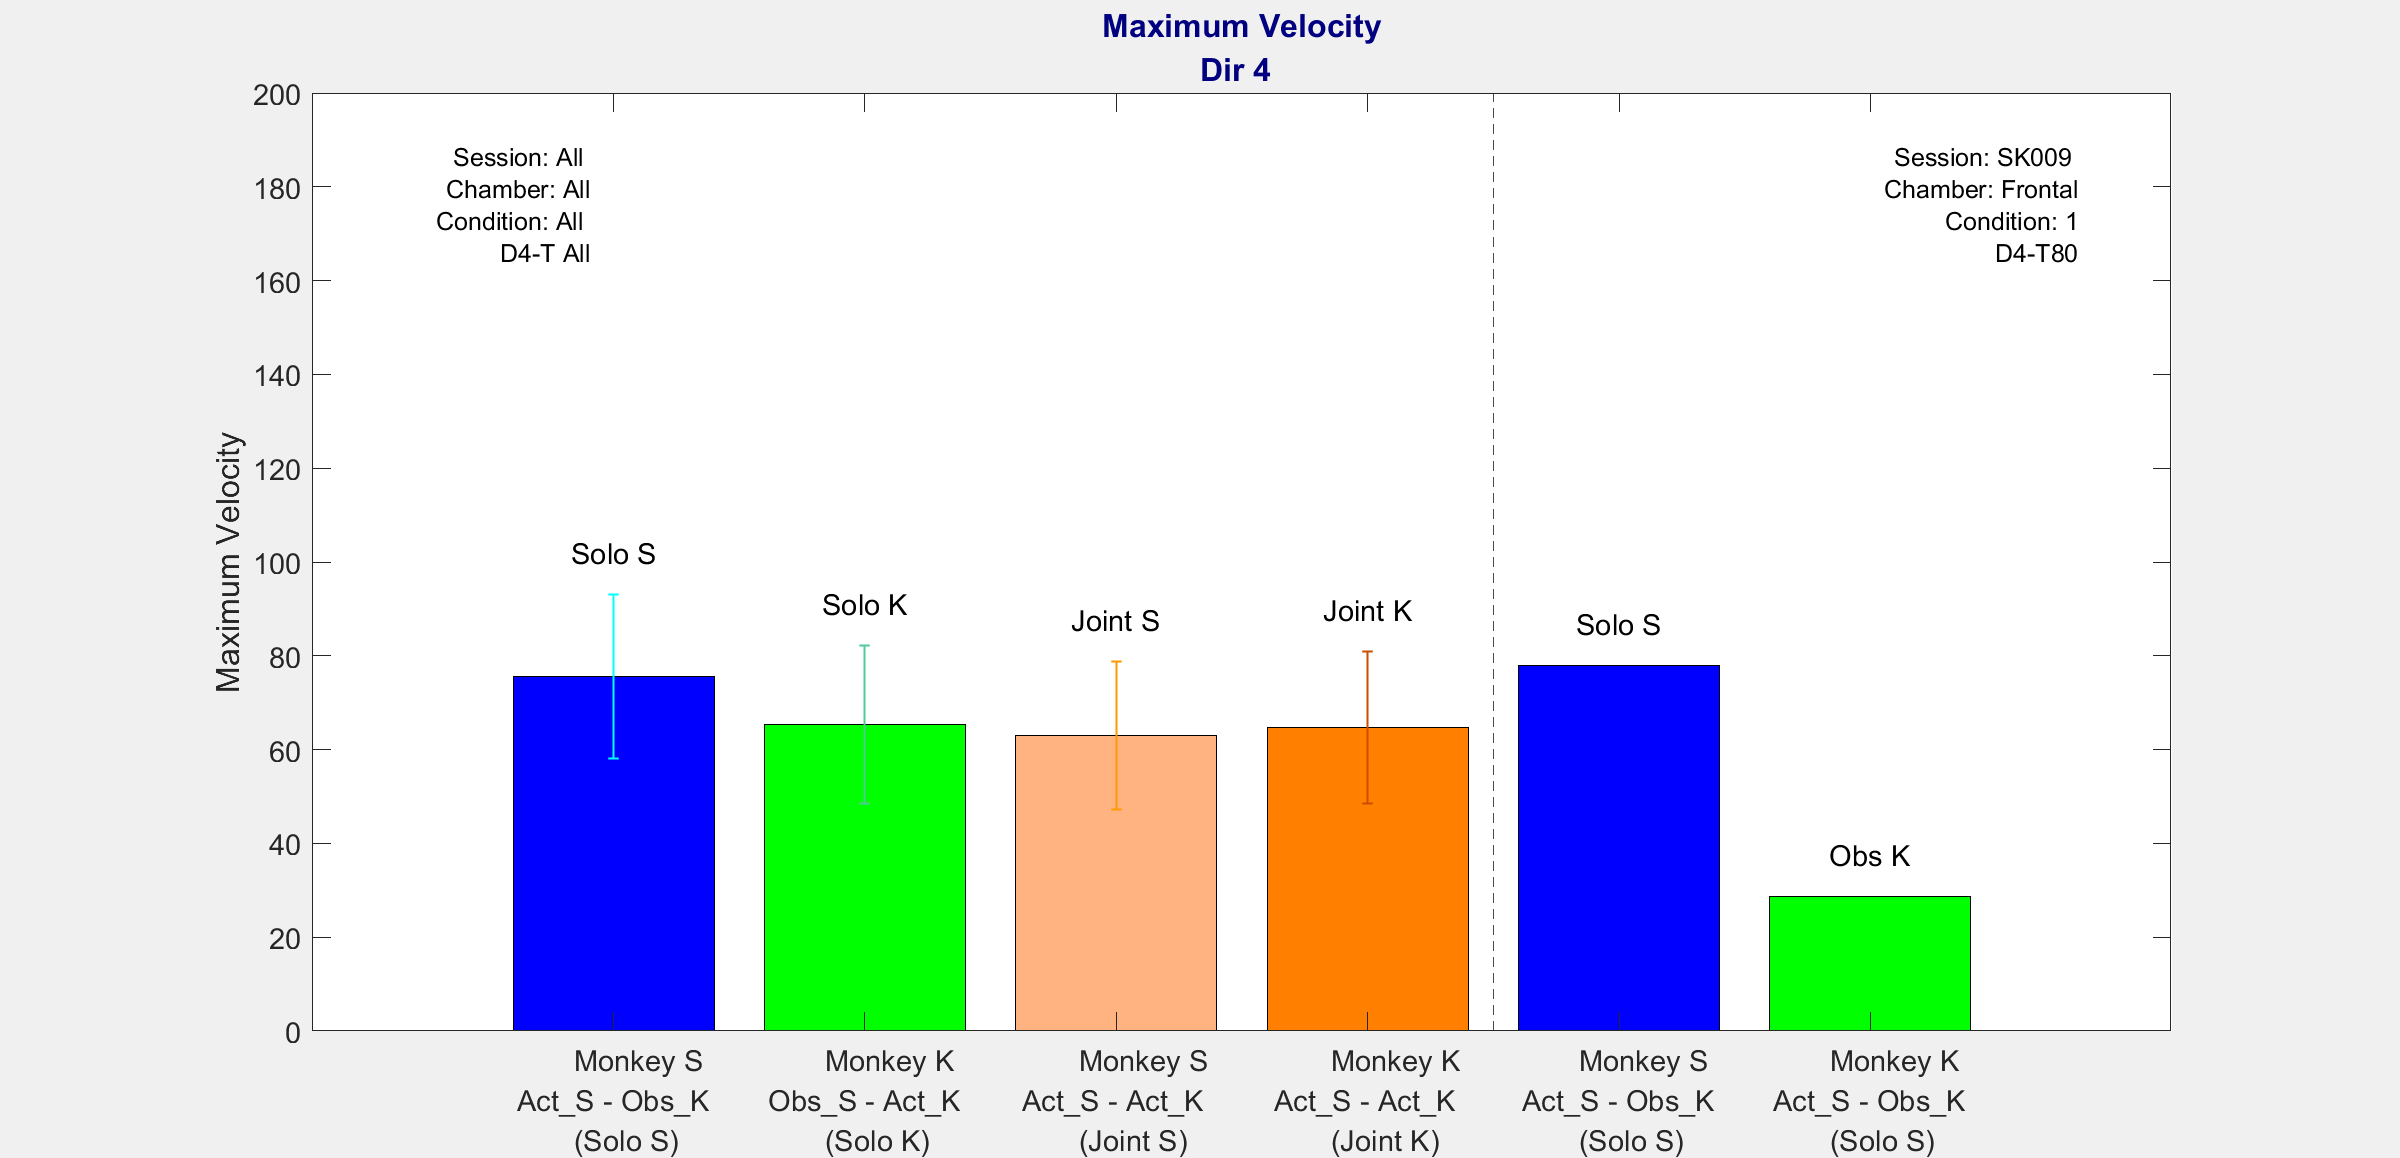 Maximum Velocity
Dir 4
200
180
160
140
120
100
80
60
40
20
0
Maximum Velocity
Session: All
Chamber: All
Condition: All
D4-T All
Session: SK009
Chamber: Frontal
Condition: 1
D4-T80
Solo S
Solo K
Joint S
Joint K
Solo S
Obs K
Monkey S
Act_S - Obs_K
(Solo S)
Monkey K
Obs_S - Act_K
(Solo K)
Monkey S
Act_S - Act_K
(Joint S)
Monkey K
Act_S - Act_K
(Joint K)
Monkey S
Act_S - Obs_K
(Solo S)
Monkey K
Act_S - Obs_K
(Solo S)